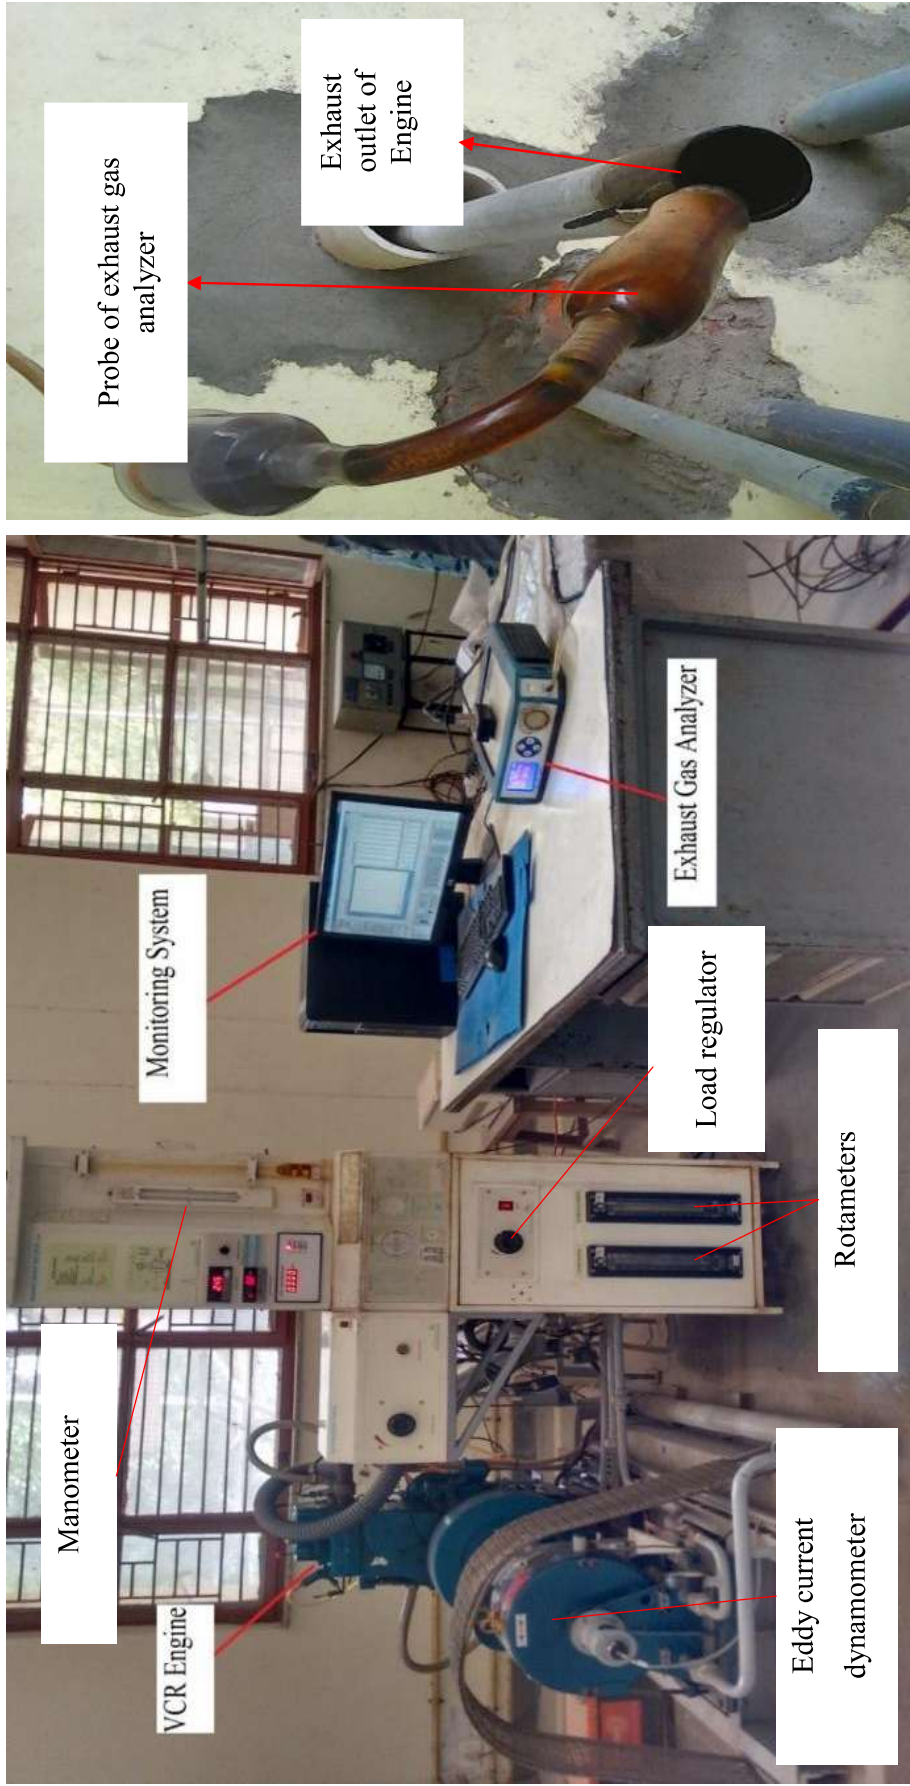 Manometer
VCR Engine
Monitoring System
Eddy current
dynamometer
Rotameters
Load regulator
Exhaust Gas Analyzer
Probe of exhaust gas
analyzer
Exhaust
outlet of
Engine